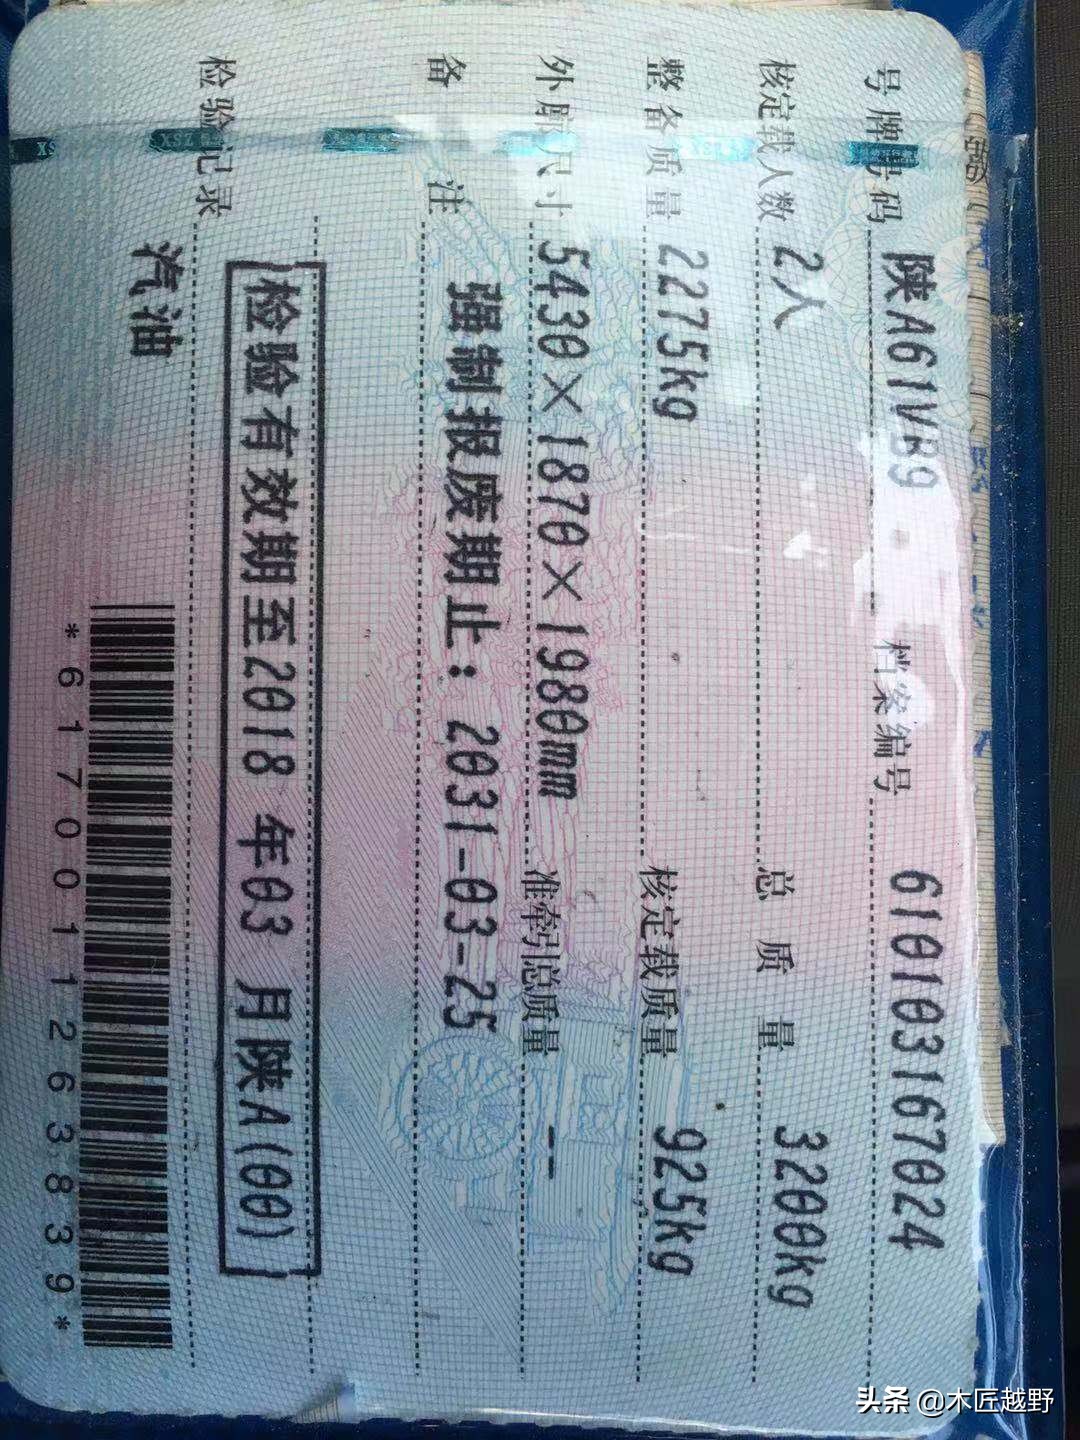 号牌号码 陕A61VB9 档案编号 610103167024
核定载人数 2人 总质量 3200kg
整备质量 2275kg 核定载质量 925kg
外廓尺寸 5430×1870×1980mm 准牵引总质量 --
备注 强制报废期止：2031-03-25
检验有效期至2018年03月陕A(00)
检验记录
汽油
*6170011263839*
头条 @木匠越野